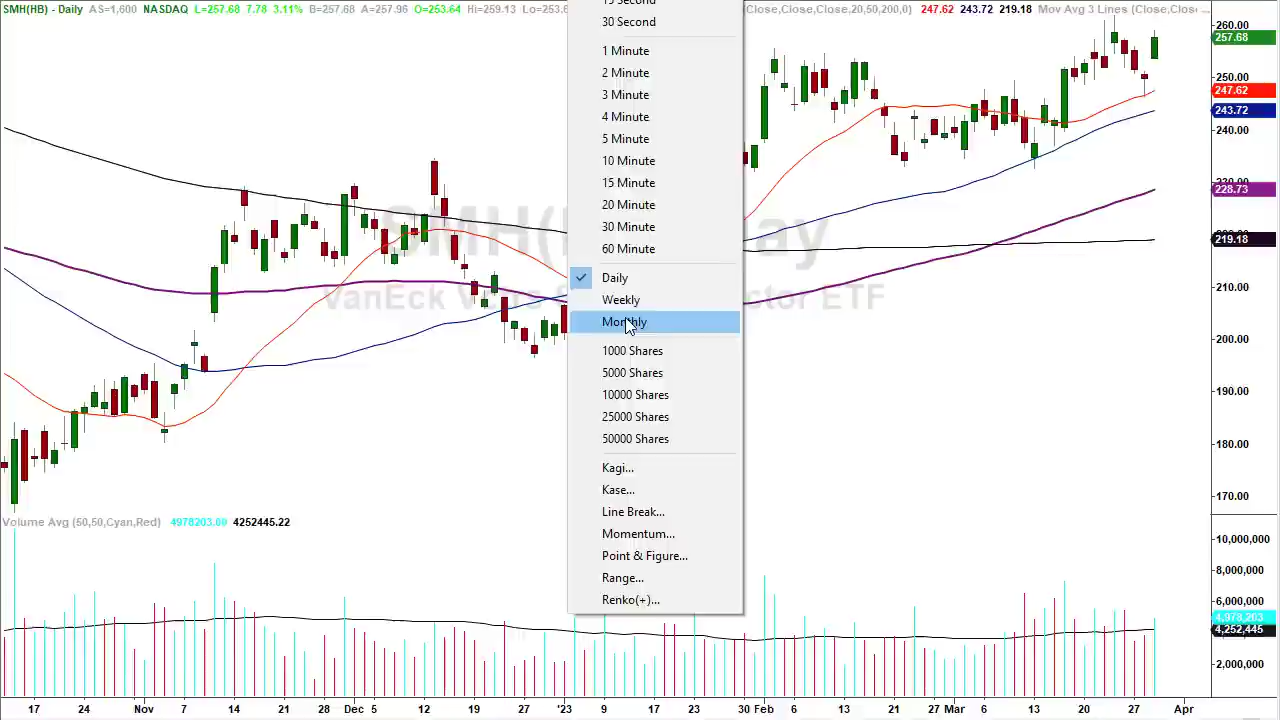 SMH(HB) - Daily AS=1,600 NASDAQ L=257.68 7.78 3.11% B=257.68 A=257.96 O=253.64 Hi=259.13 Lo=253.
(Close,Close,Close,20,50,200,0) 247.62 243.72 219.18 Mov Avg 3 Lines (Close,Clos...
30 Second
1 Minute
2 Minute
3 Minute
4 Minute
5 Minute
10 Minute
15 Minute
20 Minute
30 Minute
60 Minute
Daily
Weekly
Monthly
1000 Shares
5000 Shares
10000 Shares
25000 Shares
50000 Shares
Kagi...
Kase...
Line Break...
Momentum...
Point & Figure...
Range...
Renko(+)...
SMH(
VanEck
ETF
260.00
257.68
250.00
247.62
243.72
240.00
228.73
219.18
210.00
200.00
190.00
180.00
170.00
Volume Avg (50,50,Cyan,Red) 4978203.00 4252445.22
10,000,000
8,000,000
6,000,000
4,978,203
4,252,445
2,000,000
17 24 Nov 7 14 21 28 Dec 5 12 19 27 '23 9 17 23 30 Feb 6 13 21 27 Mar 6 13 20 27 Apr